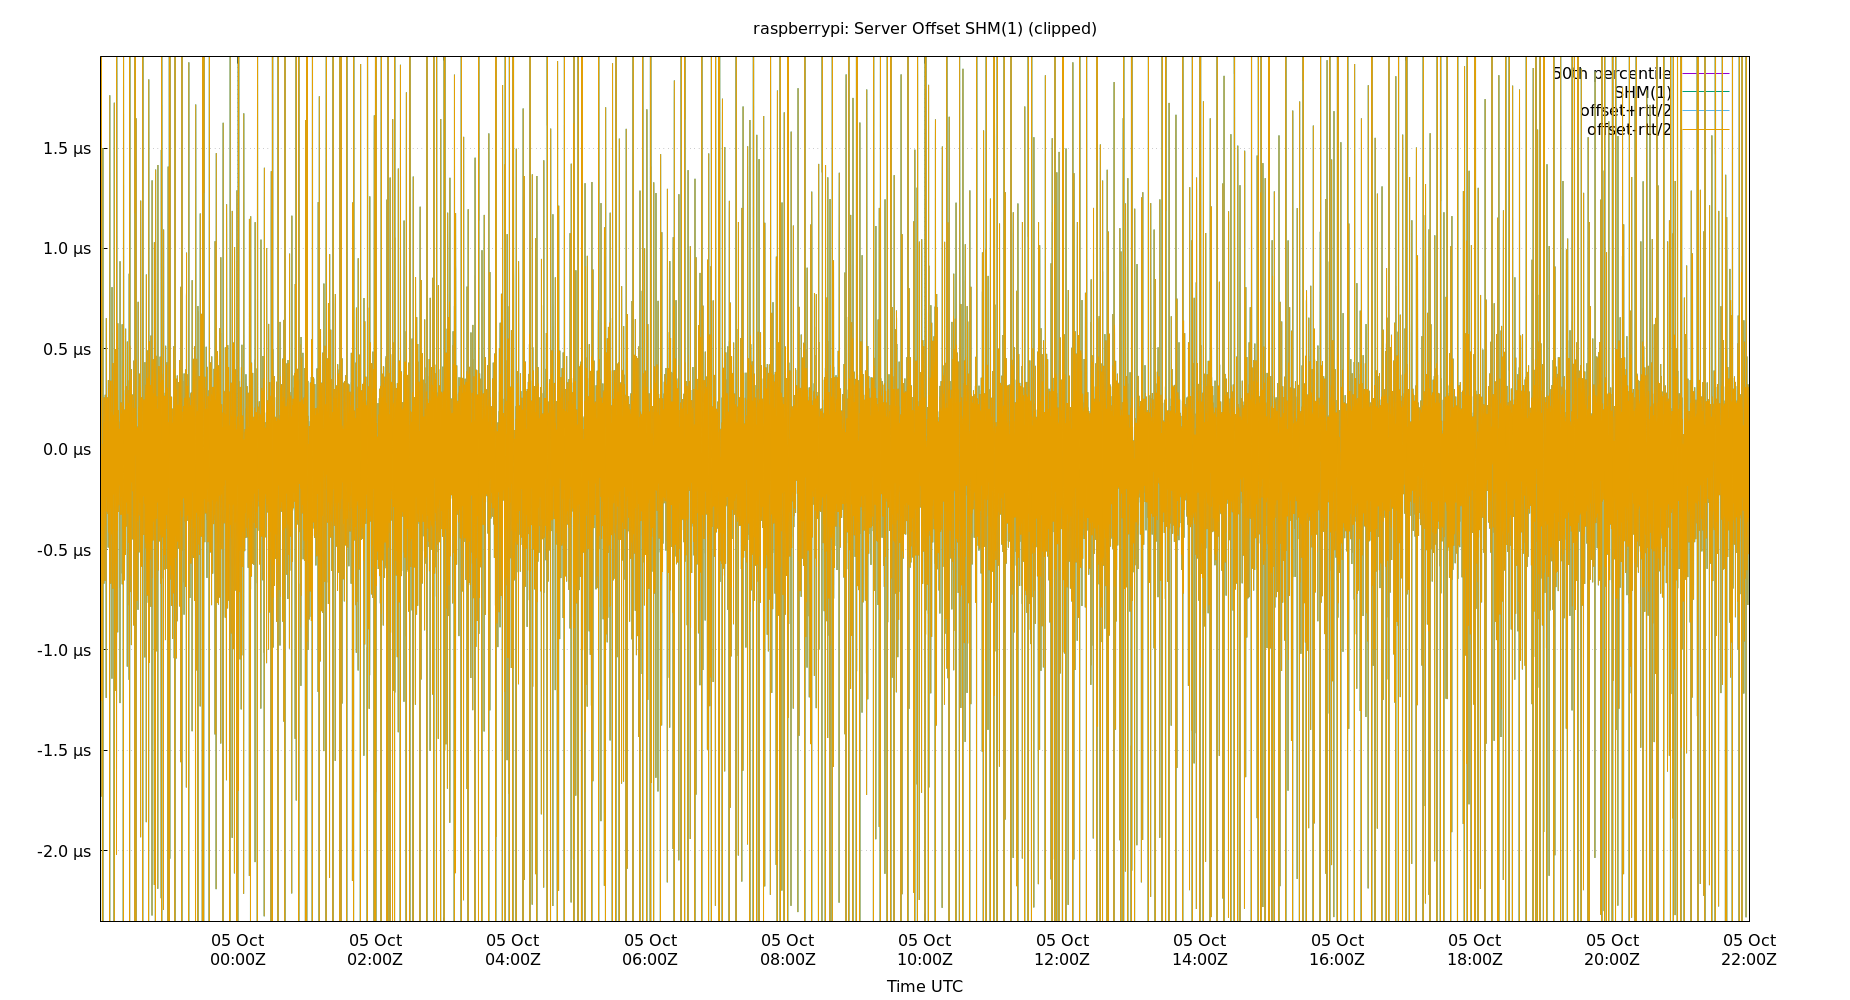 raspberrypi: Server Offset SHM(1) (clipped)
50th percentile
SHM(1)
offset+rtt/2
offset-rtt/2
1.5 µs
1.0 µs
0.5 µs
0.0 µs
-0.5 µs
-1.0 µs
-1.5 µs
-2.0 µs
05 Oct 05 Oct 05 Oct 05 Oct 05 Oct 05 Oct 05 Oct 05 Oct 05 Oct 05 Oct 05 Oct 05 Oct
00:00Z 02:00Z 04:00Z 06:00Z 08:00Z 10:00Z 12:00Z 14:00Z 16:00Z 18:00Z 20:00Z 22:00Z
Time UTC